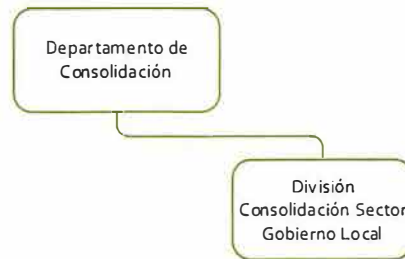 Departamento de
Consolidación
División
Consolidación Sector
Gobierno Local